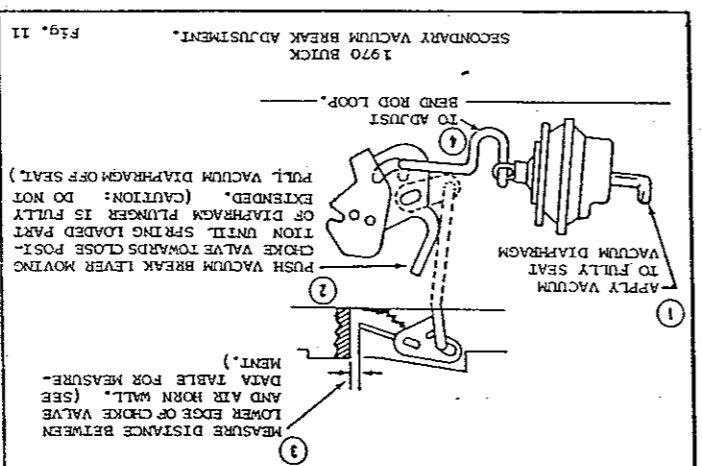 3
MEASURE DISTANCE BETWEEN
LOWER EDGE OF CHOKE VALVE
AND AIR HORN WALL. (SEE
DATA TABLE FOR MEASURE-
MENT.)
1
APPLY VACUUM
TO FULLY SEAT
VACUUM DIAPHRAGM
2
PUSH VACUUM BREAK LEVER MOVING
CHOKE VALVE TOWARDS CLOSE POSI-
TION UNTIL SPRING LOADED PART
OF DIAPHRAGM PLUNGER IS FULLY
EXTENDED. (CAUTION: DO NOT
PULL VACUUM DIAPHRAGM OFF SEAT.)
4
TO ADJUST
BEND ROD LOOP.
1970 BUICK
SECONDARY VACUUM BREAK ADJUSTMENT.
Fig. 11